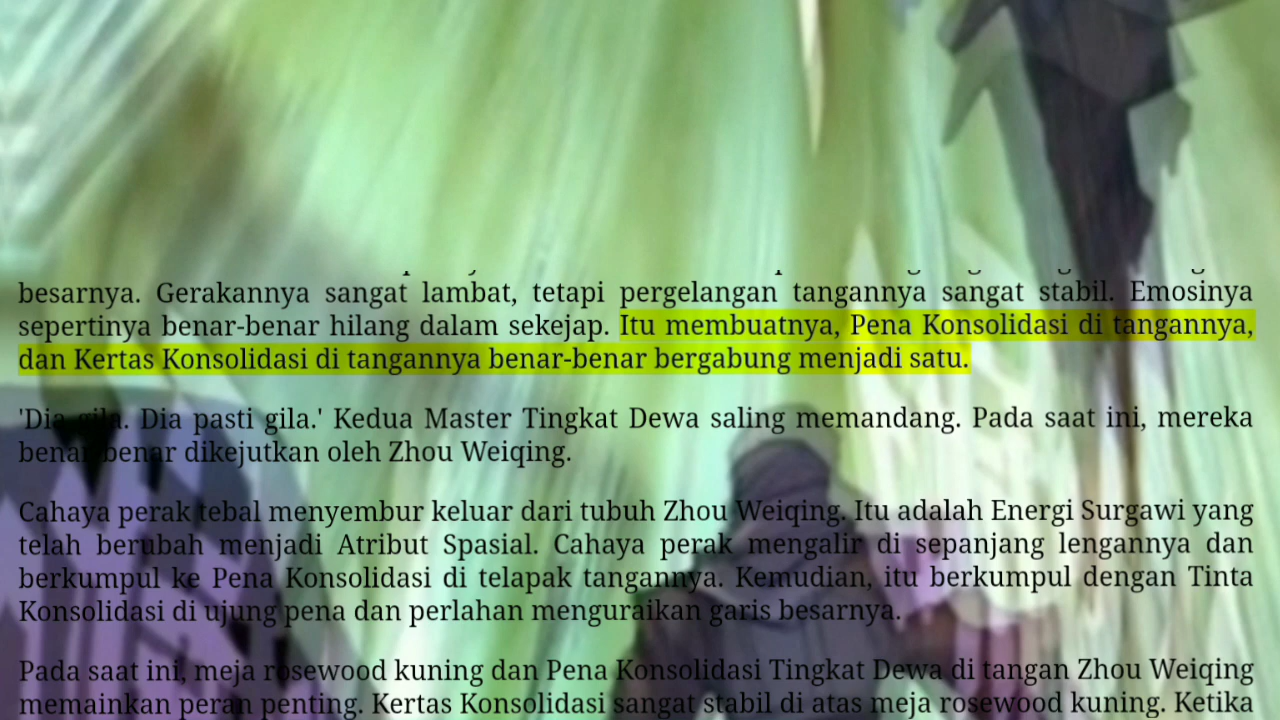 besarnya. Gerakannya sangat lambat, tetapi pergelangan tangannya sangat stabil. Emosinya
sepertinya benar-benar hilang dalam sekejap. Itu membuatnya, Pena Konsolidasi di tangannya,
dan Kertas Konsolidasi di tangannya benar-benar bergabung menjadi satu.
'Dia gila. Dia pasti gila.' Kedua Master Tingkat Dewa saling memandang. Pada saat ini, mereka
benar-benar dikejutkan oleh Zhou Weiqing.
Cahaya perak tebal menyembur keluar dari tubuh Zhou Weiqing. Itu adalah Energi Surgawi yang
telah berubah menjadi Atribut Spasial. Cahaya perak mengalir di sepanjang lengannya dan
berkumpul ke Pena Konsolidasi di telapak tangannya. Kemudian, itu berkumpul dengan Tinta
Konsolidasi di ujung pena dan perlahan menguraikan garis besarnya.
Pada saat ini, meja rosewood kuning dan Pena Konsolidasi Tingkat Dewa di tangan Zhou Weiqing
memainkan peran penting. Kertas Konsolidasi sangat stabil di atas meja rosewood kuning. Ketika